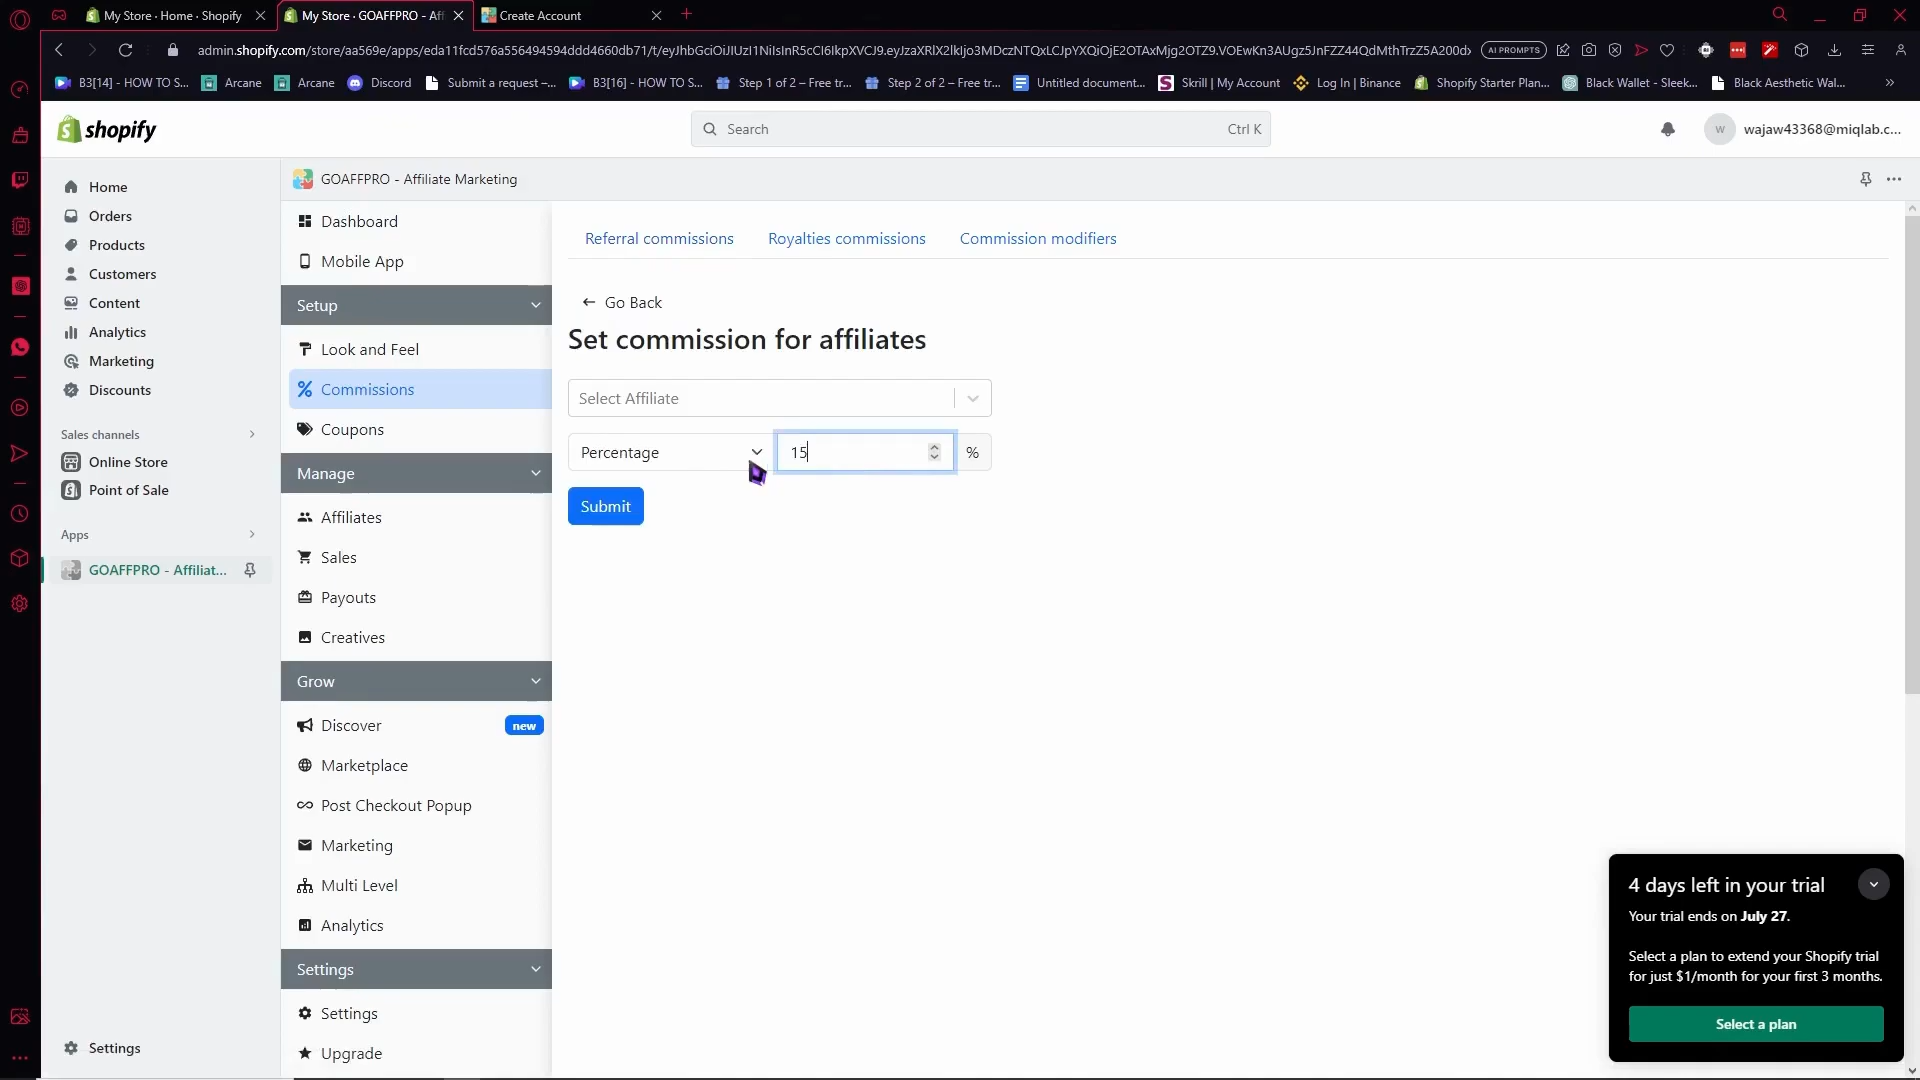 My Store · Home · Shopify
My Store · GOAFFPRO - Aff
Create Account
admin.shopify.com/store/aa569e/apps/eda11fcd576a556494594ddd4660db71/t/
AI PROMPTS
B3[14] - HOW TO S...
Arcane
Arcane
Discord
Submit a request –...
B3[16] - HOW TO S...
Step 1 of 2 – Free tr...
Step 2 of 2 – Free tr...
Untitled document...
Skrill | My Account
Log In | Binance
Shopify Starter Plan...
Black Wallet - Sleek...
Black Aesthetic Wal...
shopify
Search
Ctrl K
W
wajaw43368@miqlab.c...
Home
Orders
Products
Customers
Content
Analytics
Marketing
Discounts
Sales channels
Online Store
Point of Sale
Apps
GOAFFPRO - Affiliat...
Settings
GOAFFPRO - Affiliate Marketing
Dashboard
Mobile App
Setup
Look and Feel
Commissions
Coupons
Manage
Affiliates
Sales
Payouts
Creatives
Grow
Discover
new
Marketplace
Post Checkout Popup
Marketing
Multi Level
Analytics
Settings
Settings
Upgrade
Referral commissions
Royalties commissions
Commission modifiers
← Go Back
Set commission for affiliates
Select Affiliate
Percentage
15
%
Submit
4 days left in your trial
Your trial ends on July 27.
Select a plan to extend your Shopify trial
for just $1/month for your first 3 months.
Select a plan